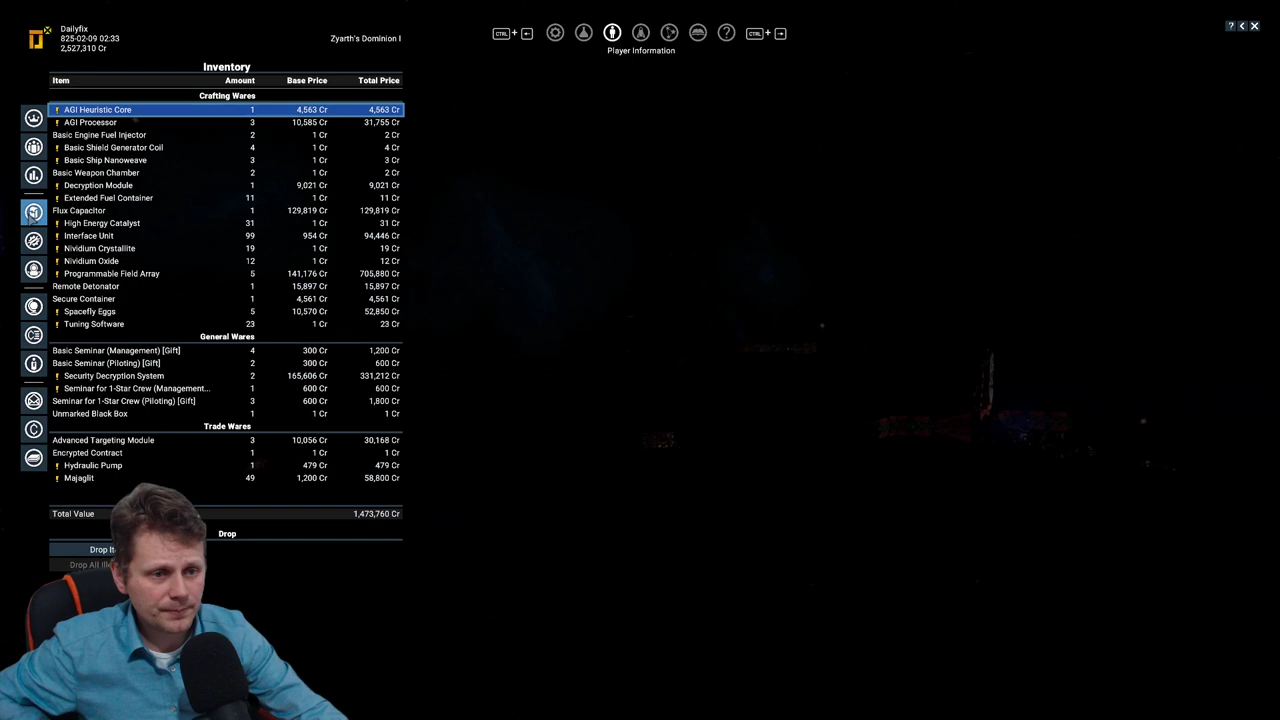 Dailyfix
825-02-09 02:33
2,527,310 Cr
Zyarth's Dominion I
CTRL +
?
CTRL +
Player Information
?
Inventory
Item Amount Base Price Total Price
Crafting Wares
AGI Heuristic Core 1 4,563 Cr 4,563 Cr
AGI Processor 3 10,585 Cr 31,755 Cr
Basic Engine Fuel Injector 2 1 Cr 2 Cr
Basic Shield Generator Coil 4 1 Cr 4 Cr
Basic Ship Nanoweave 3 1 Cr 3 Cr
Basic Weapon Chamber 2 1 Cr 2 Cr
Decryption Module 1 9,021 Cr 9,021 Cr
Extended Fuel Container 11 1 Cr 11 Cr
Flux Capacitor 1 129,819 Cr 129,819 Cr
High Energy Catalyst 31 1 Cr 31 Cr
Interface Unit 99 954 Cr 94,446 Cr
Nividium Crystallite 19 1 Cr 19 Cr
Nividium Oxide 12 1 Cr 12 Cr
Programmable Field Array 5 141,176 Cr 705,880 Cr
Remote Detonator 1 15,897 Cr 15,897 Cr
Secure Container 1 4,561 Cr 4,561 Cr
Spacefly Eggs 5 10,570 Cr 52,850 Cr
Tuning Software 23 1 Cr 23 Cr
General Wares
Basic Seminar (Management) [Gift] 4 300 Cr 1,200 Cr
Basic Seminar (Piloting) [Gift] 2 300 Cr 600 Cr
Security Decryption System 2 165,606 Cr 331,212 Cr
Seminar for 1-Star Crew (Management... 1 600 Cr 600 Cr
Seminar for 1-Star Crew (Piloting) [Gift] 3 600 Cr 1,800 Cr
Unmarked Black Box 1 1 Cr 1 Cr
Trade Wares
Advanced Targeting Module 3 10,056 Cr 30,168 Cr
Encrypted Contract 1 1 Cr 1 Cr
Hydraulic Pump 1 479 Cr 479 Cr
Majaglit 49 1,200 Cr 58,800 Cr
Total Value 1,473,760 Cr
Drop
Drop It
Drop All Ille